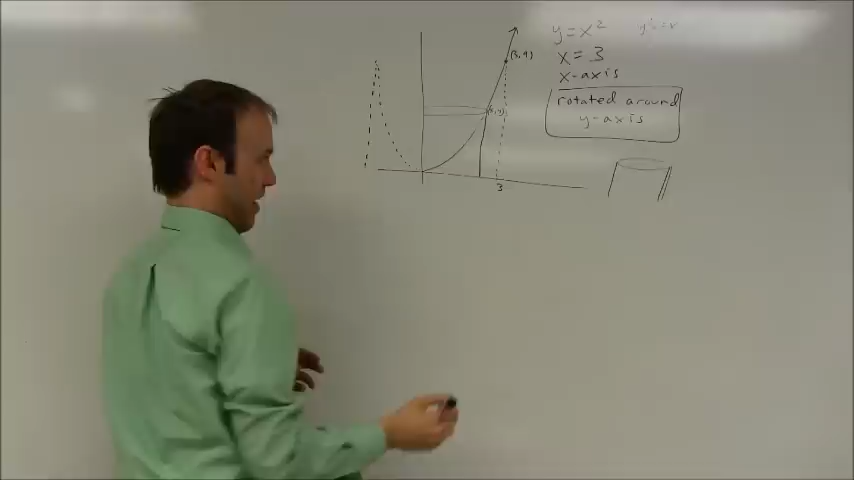 y = x²
x = 3
x-axis
rotated around
y-axis
(3,9)
(x,y)
3